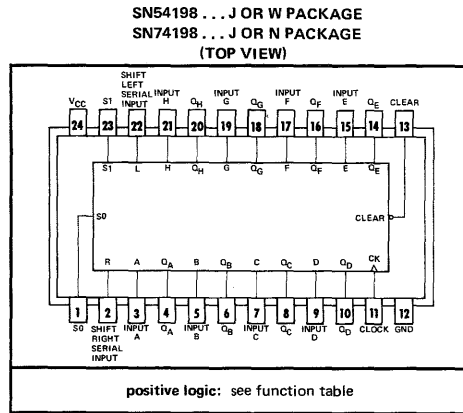 SN54198 . . . J OR W PACKAGE
SN74198 . . . J OR N PACKAGE
(TOP VIEW)
VCC S1 SHIFT LEFT SERIAL INPUT INPUT H QH INPUT G QG INPUT F QF INPUT E QE CLEAR
24 23 22 21 20 19 18 17 16 15 14 13
S1 L H QH G QG F QF E QE
S0
CLEAR
R A QA B QB C QC D QD CK
1 2 3 4 5 6 7 8 9 10 11 12
S0 SHIFT RIGHT SERIAL INPUT INPUT A QA INPUT B QB INPUT C QC INPUT D QD CLOCK GND
positive logic: see function table